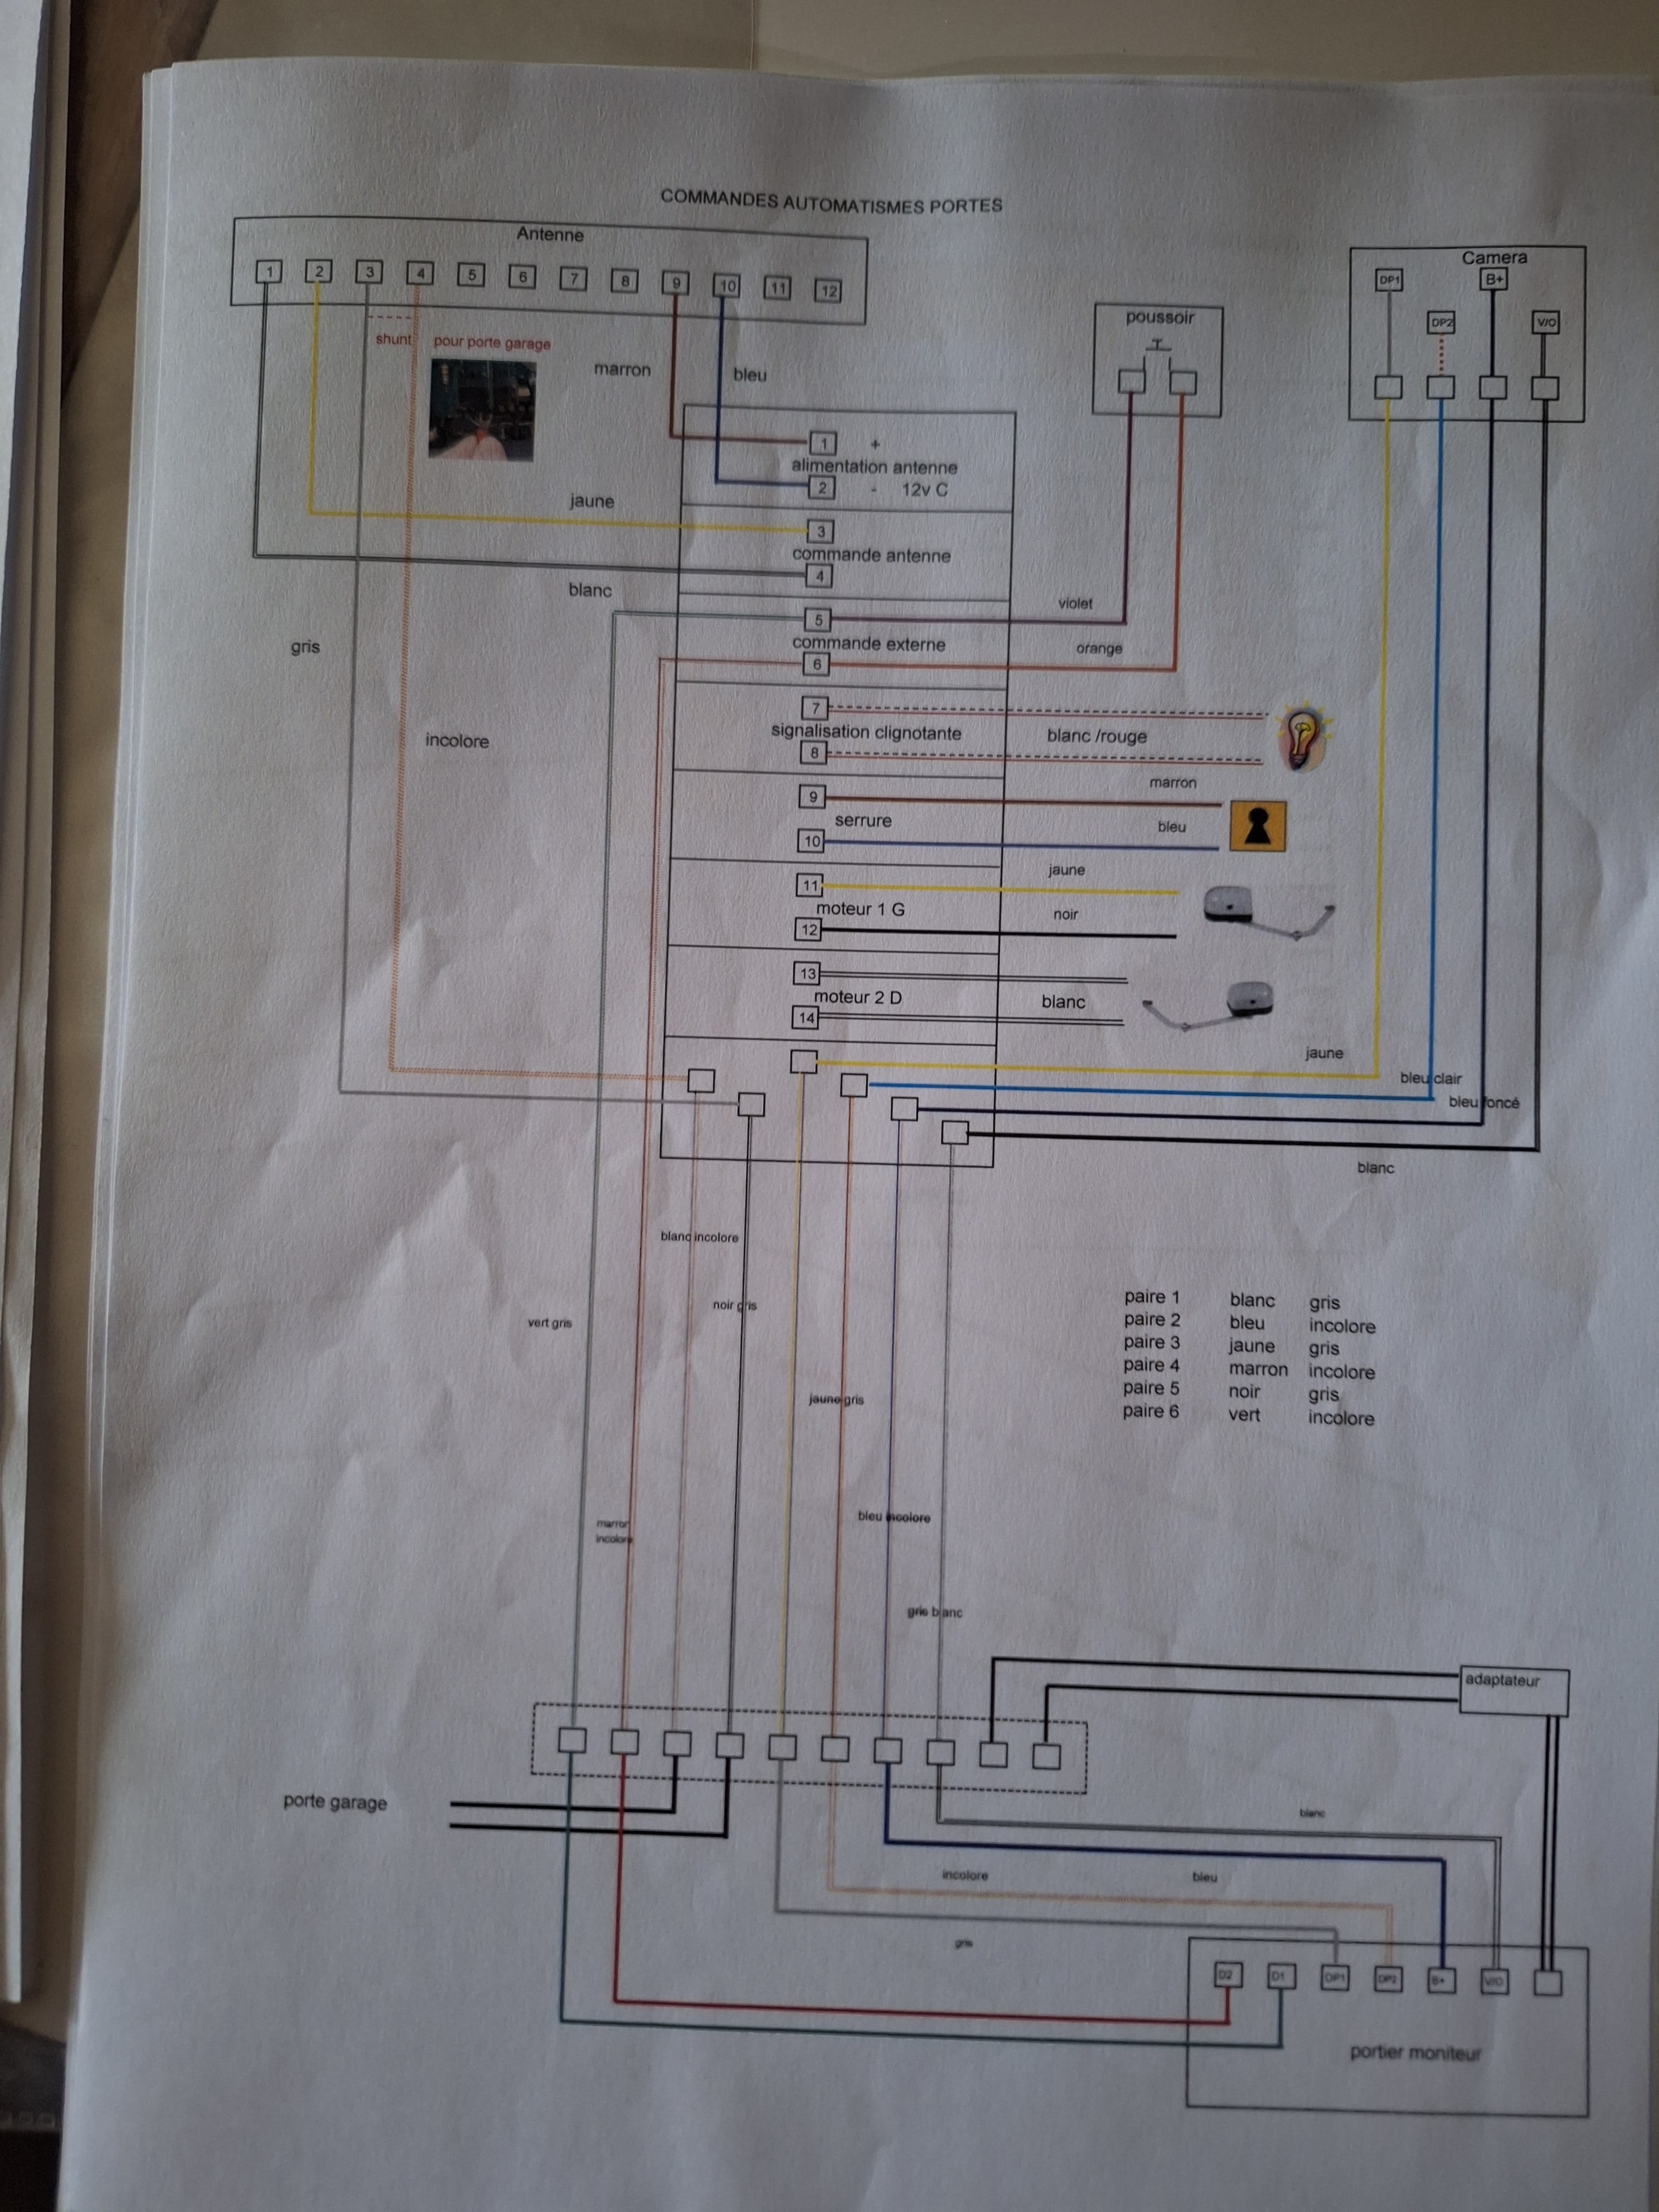 COMMANDES AUTOMATISMES PORTES
Antenne
1 2 3 4 5 6 7 8 9 10 11 12
shunt pour porte garage
marron
bleu
poussoir
Camera
DP1
B+
DP2
V/O
1 +
alimentation antenne
2 - 12v C
jaune
3
commande antenne
4
blanc
5
violet
commande externe
6
orange
gris
incolore
7
signalisation clignotante
blanc /rouge
8
marron
9
serrure
bleu
10
jaune
11
moteur 1 G
noir
12
13
moteur 2 D
blanc
14
jaune
bleu clair
bleu foncé
blanc
blanc incolore
noir gris
vert gris
jaune gris
marron
incolore
bleu incolore
gris blanc
paire 1 blanc gris
paire 2 bleu incolore
paire 3 jaune gris
paire 4 marron incolore
paire 5 noir gris
paire 6 vert incolore
adaptateur
porte garage
blanc
incolore
bleu
gris
D2 D1 DP1 DP2 B+ V/O
portier moniteur